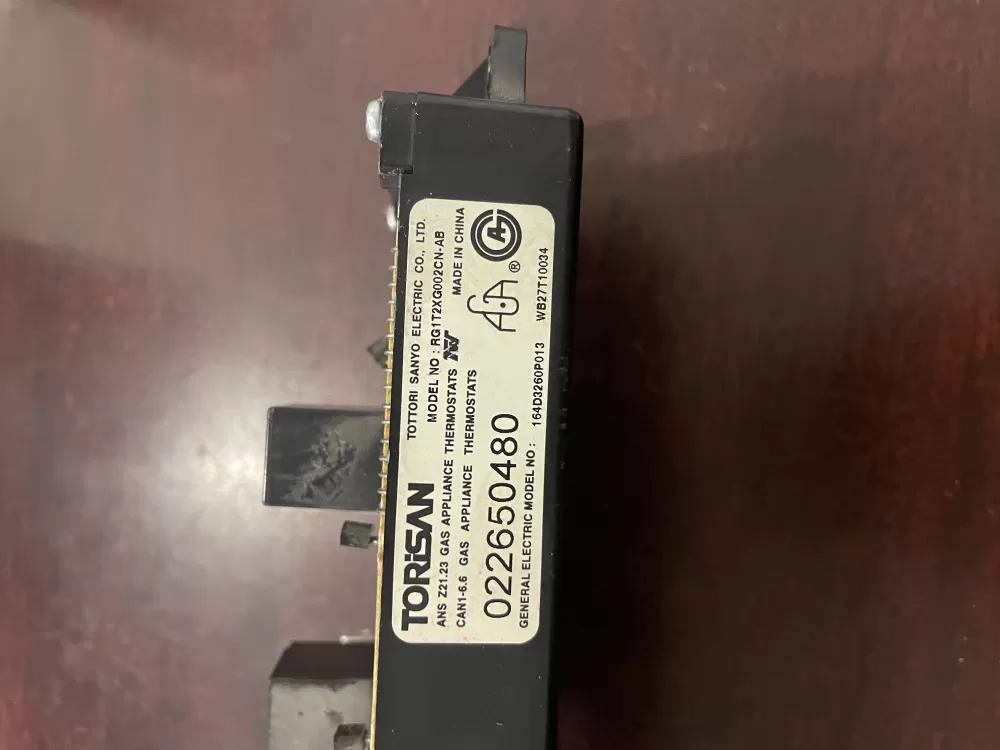 TORiSAN
TOTTORI SANYO ELECTRIC CO., LTD.
MODEL NO : RG1T2XG002CN-AB
ANS Z21.23 GAS APPLIANCE THERMOSTATS
MADE IN CHINA
CAN1-6.6 GAS APPLIANCE THERMOSTATS
022650480
A.G.A ®
GENERAL ELECTRIC MODEL NO : 164D3260P013 WB27T10034